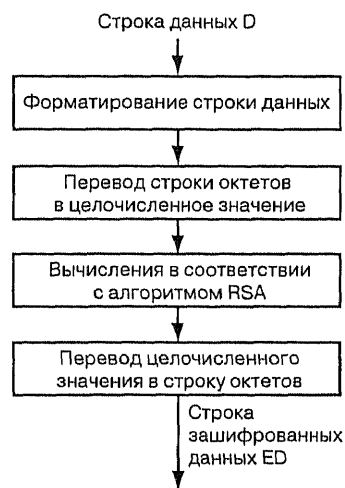 Строка данных D
Форматирование строки данных
Перевод строки октетов
в целочисленное значение
Вычисления в соответствии
с алгоритмом RSA
Перевод целочисленного
значения в строку октетов
Строка
зашифрованных
данных ED